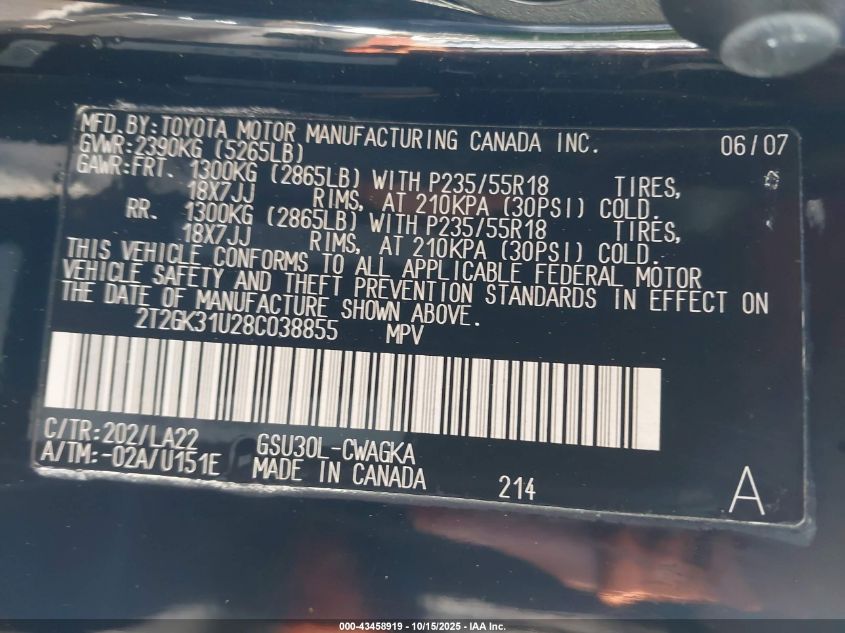 MFD.BY:TOYOTA MOTOR MANUFACTURING CANADA INC. 06/07
GVWR:2390KG (5265LB)
GAWR:FRT. 1300KG (2865LB) WITH P235/55R18 TIRES,
18X7JJ RIMS, AT 210KPA (30PSI) COLD.
RR. 1300KG (2865LB) WITH P235/55R18 TIRES,
18X7JJ RIMS, AT 210KPA (30PSI) COLD.
THIS VEHICLE CONFORMS TO ALL APPLICABLE FEDERAL MOTOR
VEHICLE SAFETY AND THEFT PREVENTION STANDARDS IN EFFECT ON
THE DATE OF MANUFACTURE SHOWN ABOVE.
2T2GK31U28C038855 MPV
C/TR:202/LA22 GSU30L-CWAGKA
A/TM:-02A/U151E MADE IN CANADA 214 A
000-43458919 - 10/15/2025 - IAA Inc.